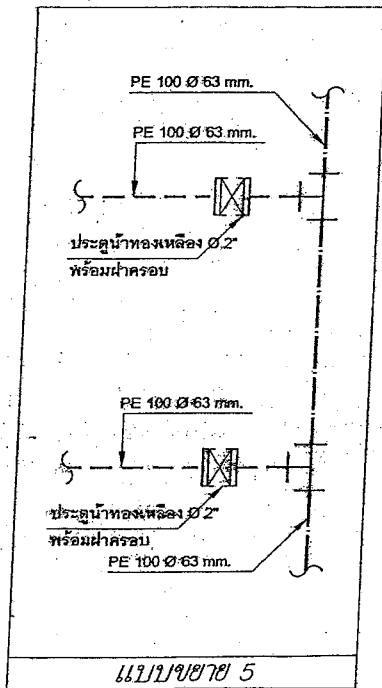 PE 100 Ø 63 mm.
PE 100 Ø 63 mm.
ประตูน้ำทองเหลือง Ø 2"
พร้อมฝาครอบ
PE 100 Ø 63 mm.
ประตูน้ำทองเหลือง Ø 2"
พร้อมฝาครอบ
PE 100 Ø 63 mm.
แบบขยาย 5